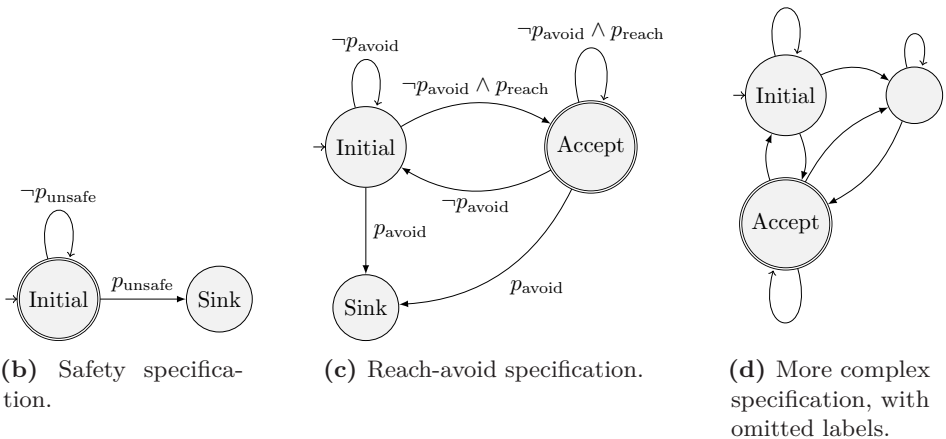 ¬p_unsafe
Initial
p_unsafe
Sink
(b) Safety specifica-
tion.
¬p_avoid
¬p_avoid ∧ p_reach
¬p_avoid ∧ p_reach
Initial
Accept
¬p_avoid
p_avoid
p_avoid
Sink
(c) Reach-avoid specification.
Initial
Accept
(d) More complex
specification, with
omitted labels.